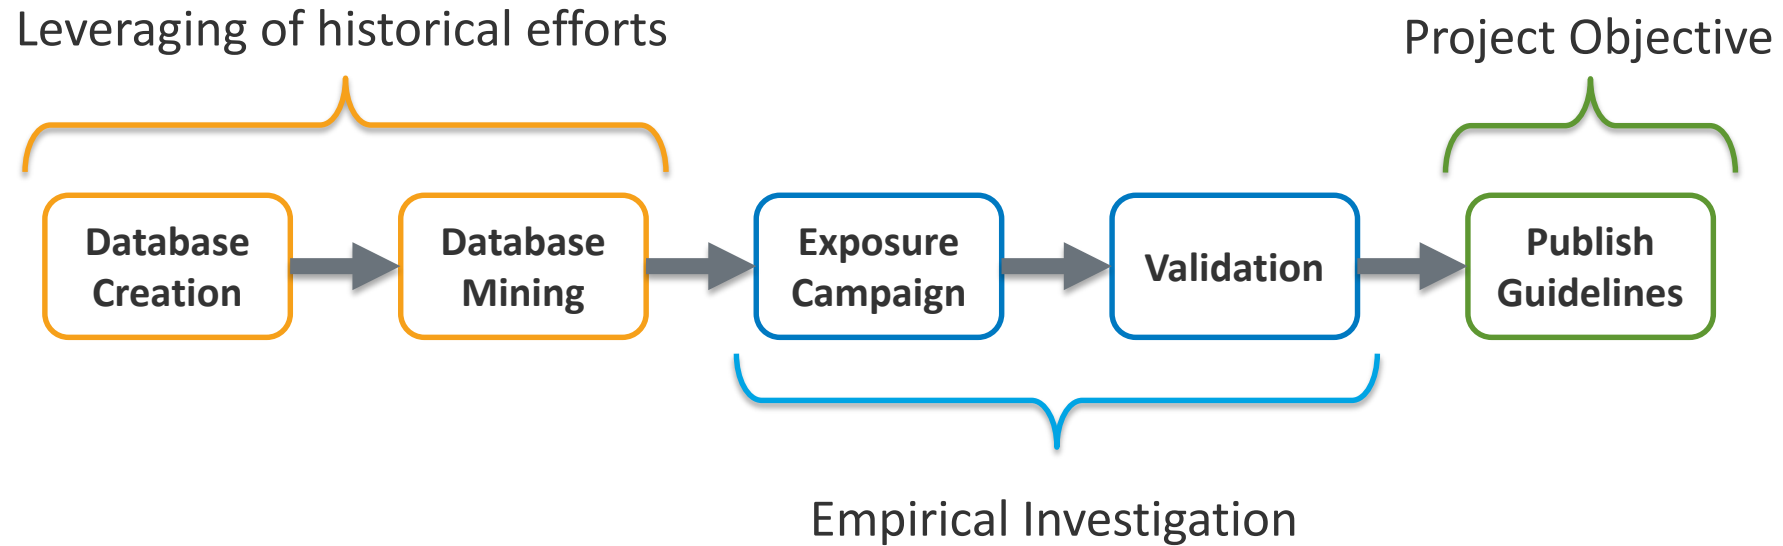 Leveraging of historical efforts
Project Objective
Database
Creation
Database
Mining
Exposure
Campaign
Validation
Publish
Guidelines
Empirical Investigation